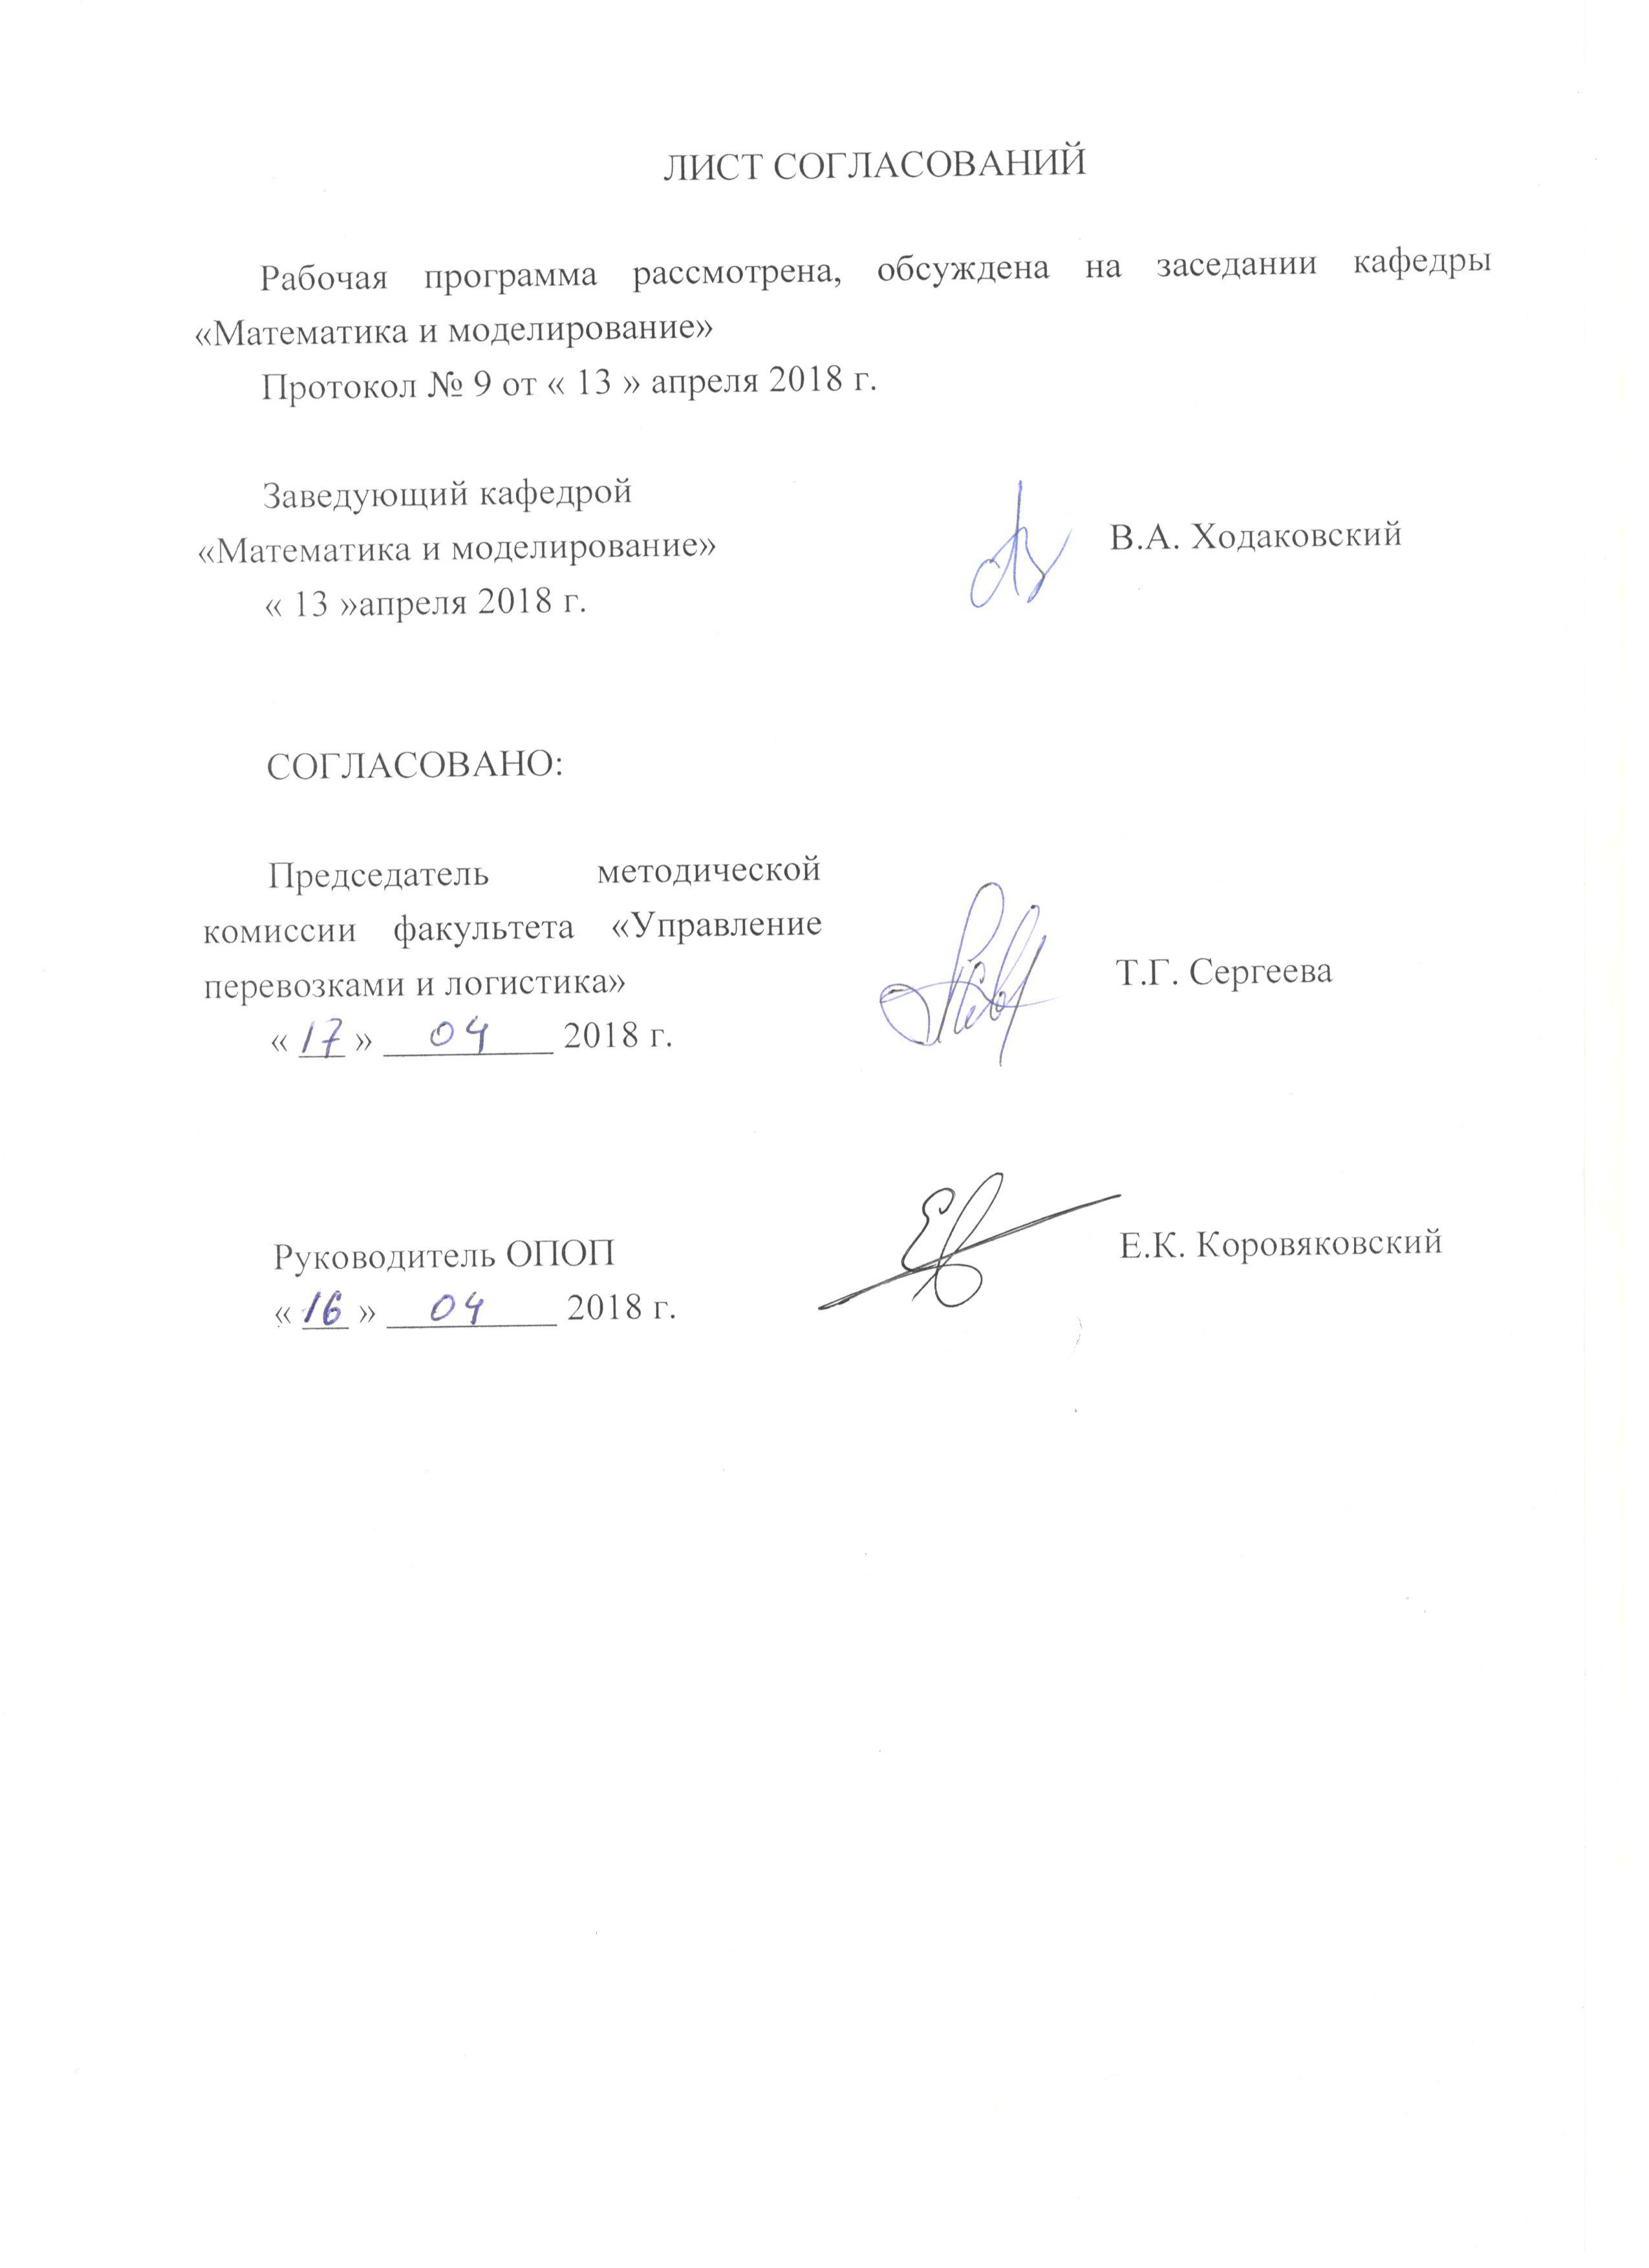 ЛИСТ СОГЛАСОВАНИЙ
Рабочая программа рассмотрена, обсуждена на заседании кафедры
«Математика и моделирование»
Протокол № 9 от « 13 » апреля 2018 г.
Заведующий кафедрой
«Математика и моделирование» В.А. Ходаковский
« 13 »апреля 2018 г.
СОГЛАСОВАНО:
Председатель методической
комиссии факультета «Управление
перевозками и логистика» Т.Г. Сергеева
« 17 » 04 2018 г.
Руководитель ОПОП Е.К. Коровяковский
« 16 » 04 2018 г.